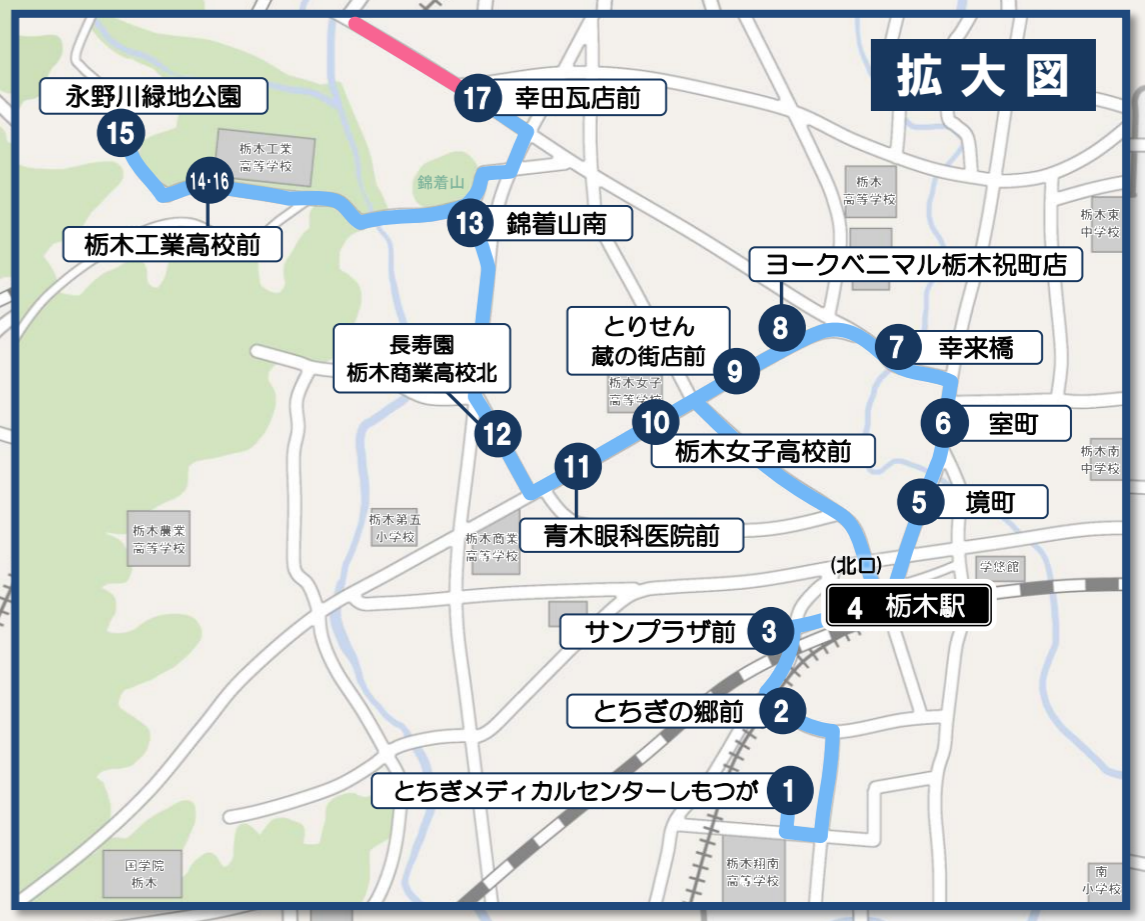 拡大図
17 幸田瓦店前
永野川緑地公園
15
栃木工業
高等学校
14・16
錦着山
栃木
高等学校
栃木東
中学校
13 錦着山南
栃木工業高校前
ヨークベニマル栃木祝町店
8
とりせん
蔵の街店前
9
7 幸来橋
長寿園
栃木商業高校北
栃木女子
高等学校
10
6 室町
12
栃木女子高校前
栃木南
中学校
11
5 境町
青木眼科医院前
栃木農業
高等学校
栃木第五
小学校
栃木商業
高等学校
(北口)
学悠館
4 栃木駅
サンプラザ前 3
とちぎの郷前 2
とちぎメディカルセンターしもつが 1
国学院
栃木
栃木翔南
高等学校
南
小学校